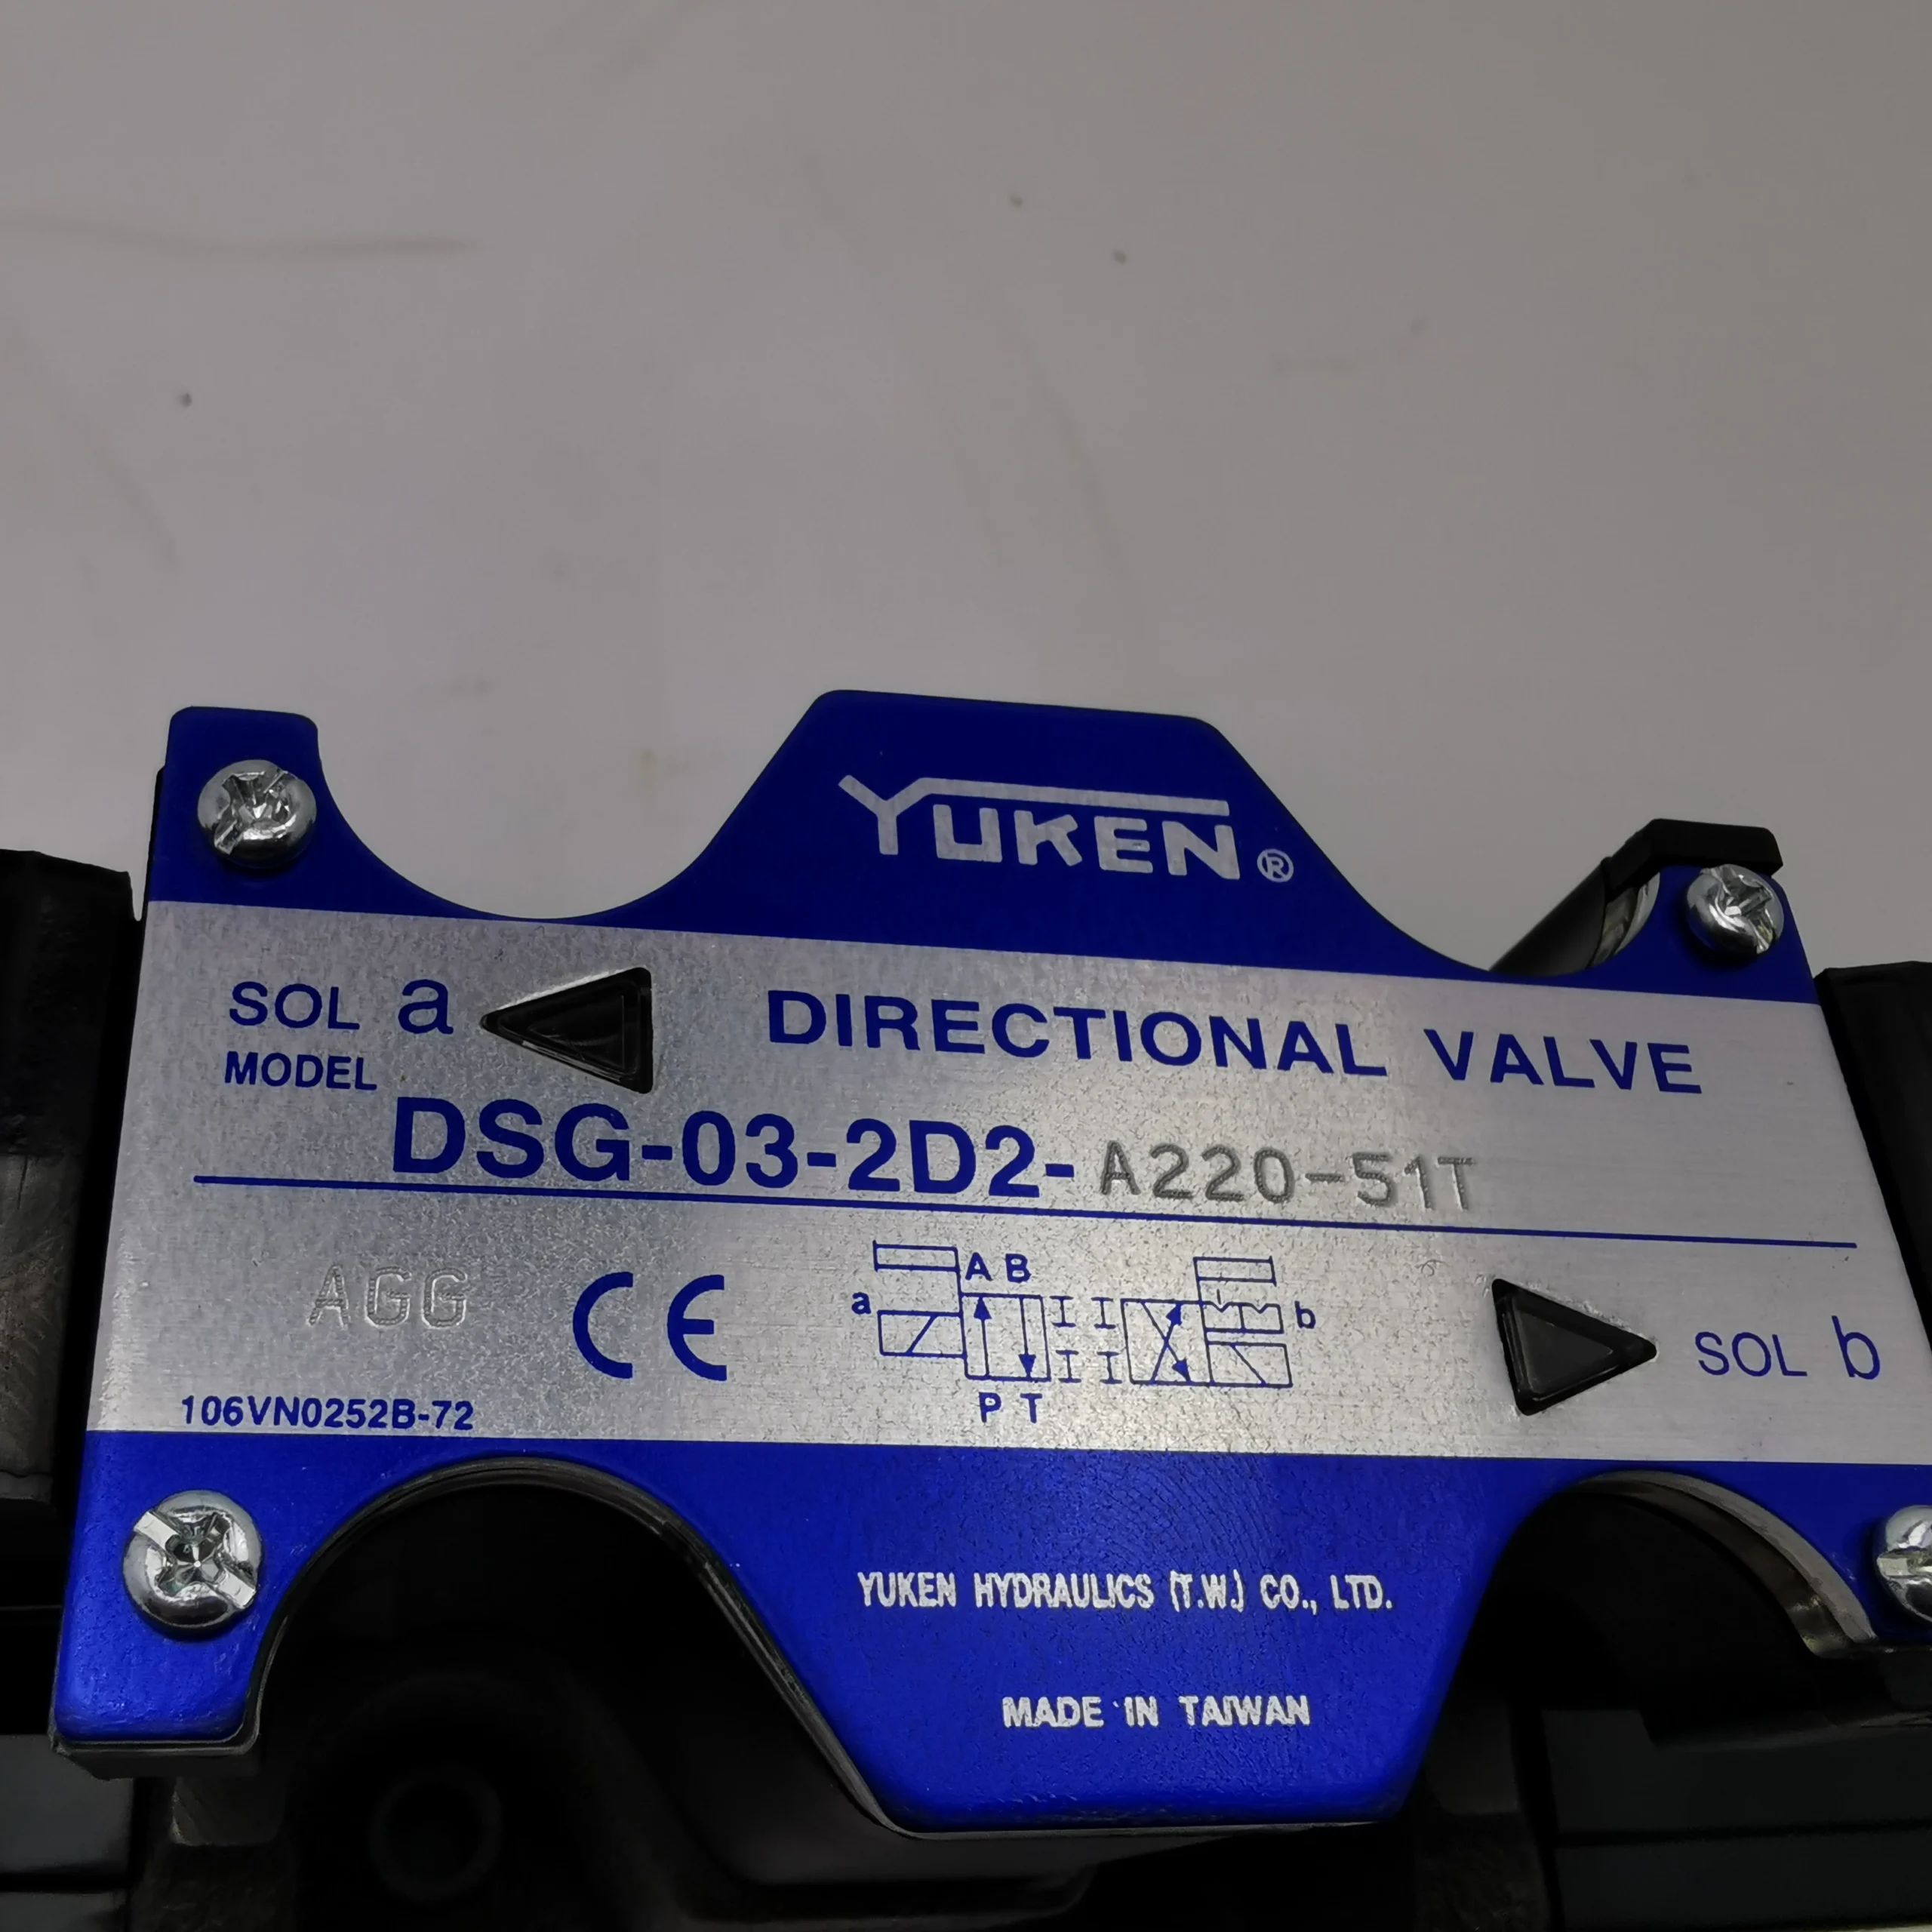 YUKEN®
SOL a
DIRECTIONAL VALVE
MODEL
DSG-03-2D2-A220-51T
AGG
CE
A B
a
b
P T
SOL b
106VN0252B-72
YUKEN HYDRAULICS (T.W.) CO., LTD.
MADE IN TAIWAN